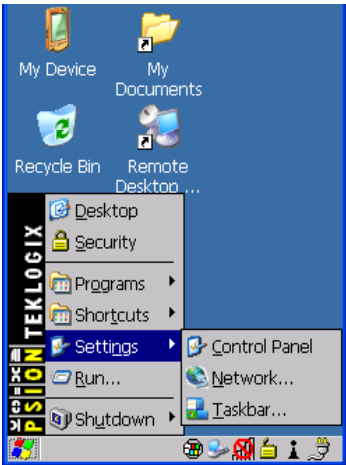 My Device
My
Documents
Recycle Bin
Remote
Desktop ...
Desktop
Security
Programs
Shortcuts
Settings
Run...
Shutdown
Control Panel
Network...
Taskbar...
PSION TEKLOGIX